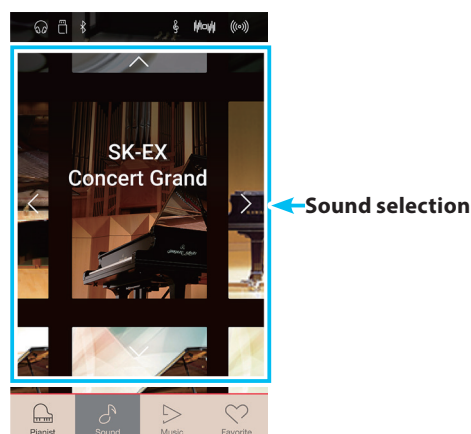 SK-EX
Concert Grand
Sound selection
Pianist
Sound
Music
Favorite